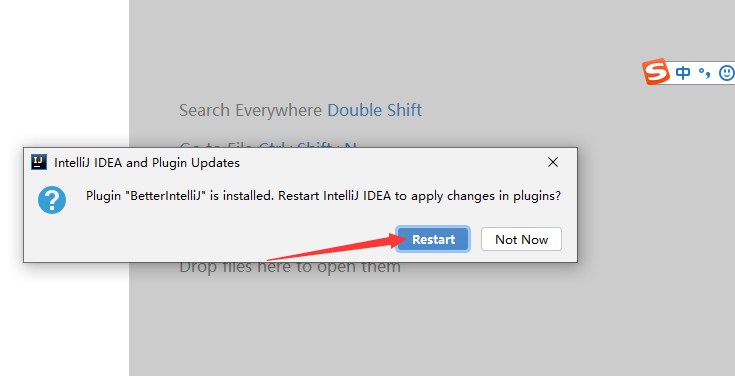 中
Search Everywhere Double Shift
Go to File Ctrl+Shift+N
IntelliJ IDEA and Plugin Updates
Plugin "BetterIntelliJ" is installed. Restart IntelliJ IDEA to apply changes in plugins?
Restart
Not Now
Drop files here to open them